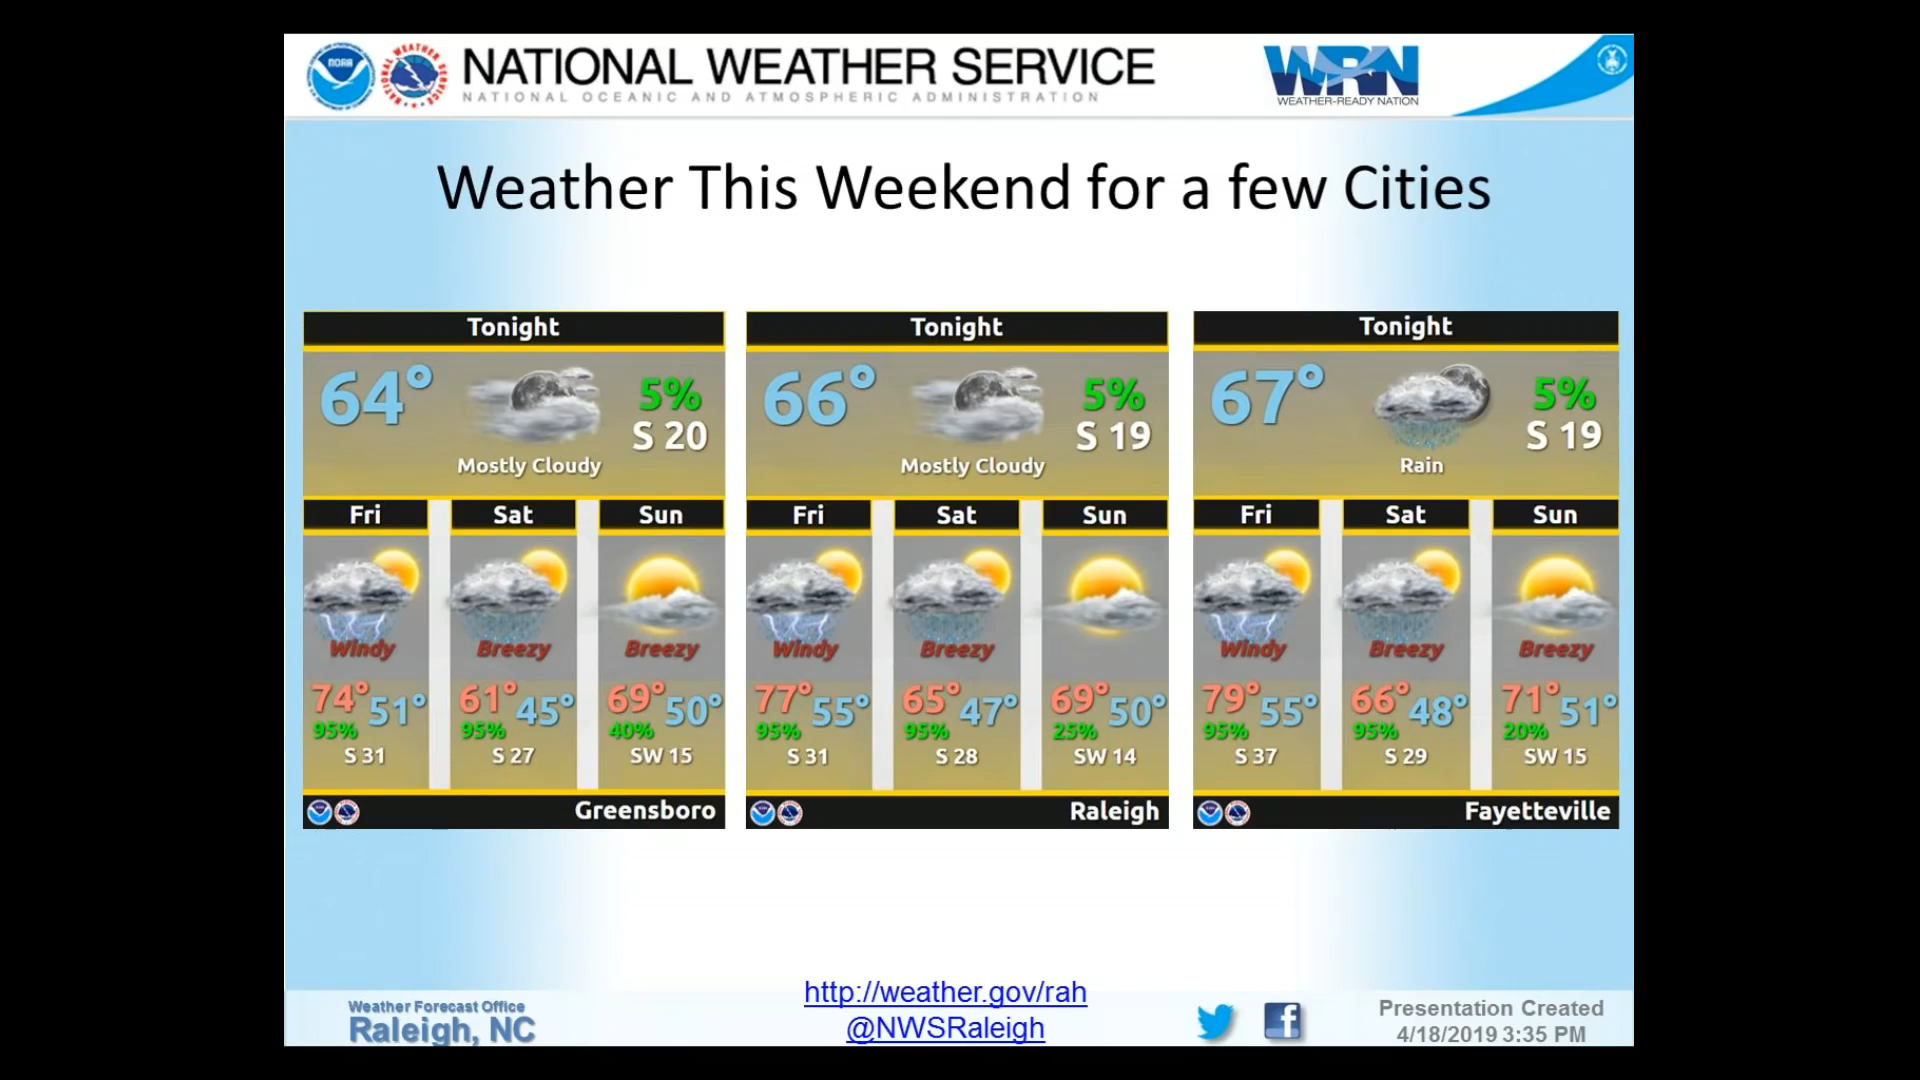 NATIONAL WEATHER SERVICE
NATIONAL OCEANIC AND ATMOSPHERIC ADMINISTRATION
WRN
WEATHER-READY NATION
Weather This Weekend for a few Cities
Tonight
64°
5%
S 20
Mostly Cloudy
Fri Sat Sun
Windy Breezy Breezy
74° 51° 61° 45° 69° 50°
95% 95% 40%
S 31 S 27 SW 15
Greensboro
Tonight
66°
5%
S 19
Mostly Cloudy
Fri Sat Sun
Windy Breezy
77° 55° 65° 47° 69° 50°
95% 95% 25%
S 31 S 28 SW 14
Raleigh
Tonight
67°
5%
S 19
Rain
Fri Sat Sun
Windy Breezy Breezy
79° 55° 66° 48° 71° 51°
95% 95% 20%
S 37 S 29 SW 15
Fayetteville
Weather Forecast Office
Raleigh, NC
http://weather.gov/rah
@NWSRaleigh
Presentation Created
4/18/2019 3:35 PM